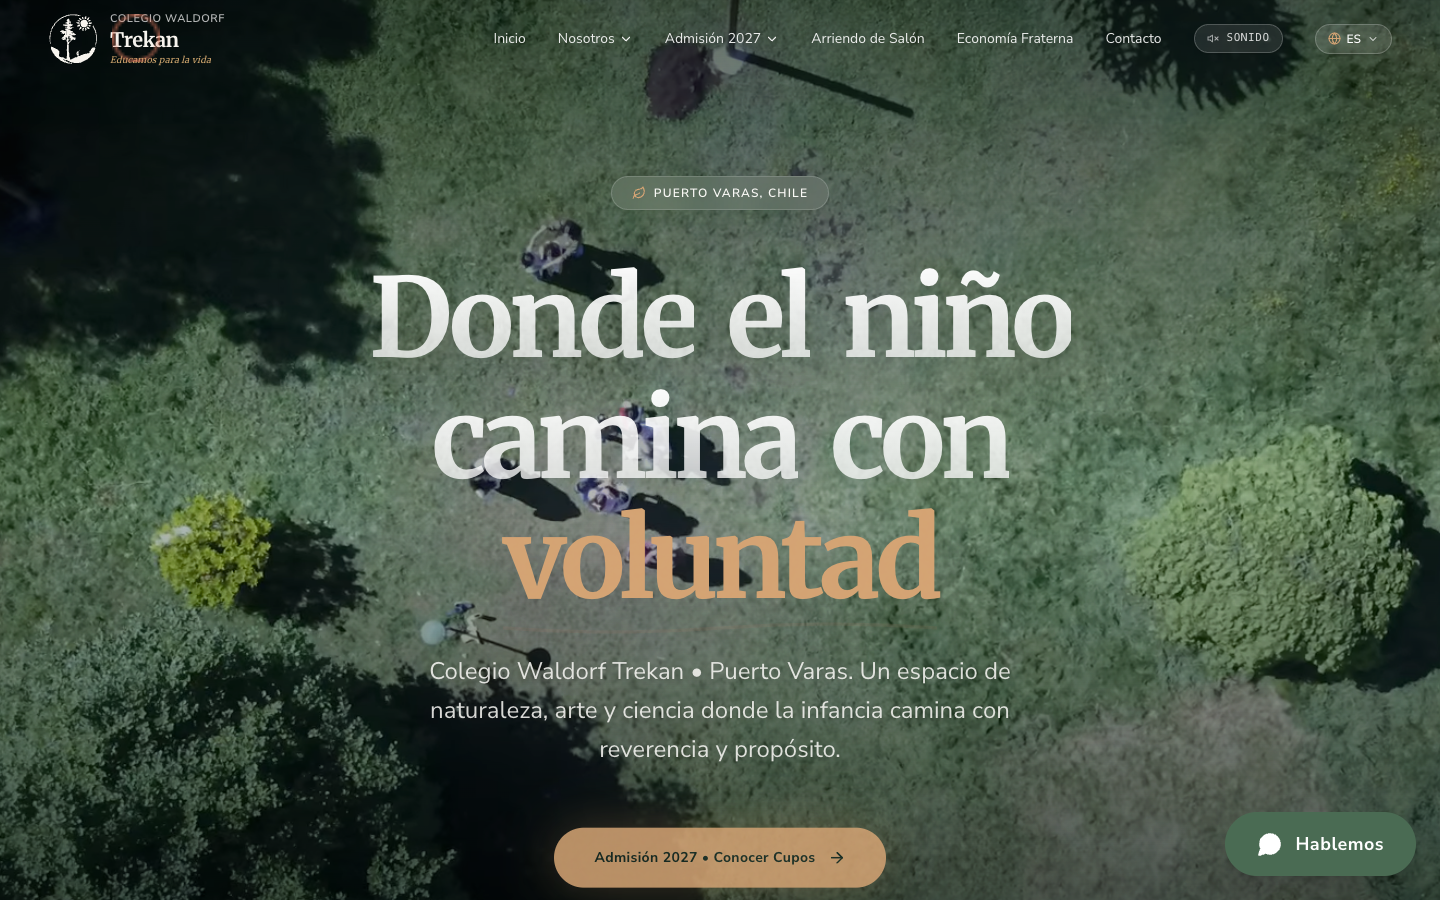 COLEGIO WALDORF
Trekan
Educamos para la vida
Inicio
Nosotros
Admisión 2027
Arriendo de Salón
Economía Fraterna
Contacto
SONIDO
ES
PUERTO VARAS, CHILE
Donde el niño
camina con
voluntad
Colegio Waldorf Trekan • Puerto Varas. Un espacio de
naturaleza, arte y ciencia donde la infancia camina con
reverencia y propósito.
Admisión 2027 • Conocer Cupos
Hablemos